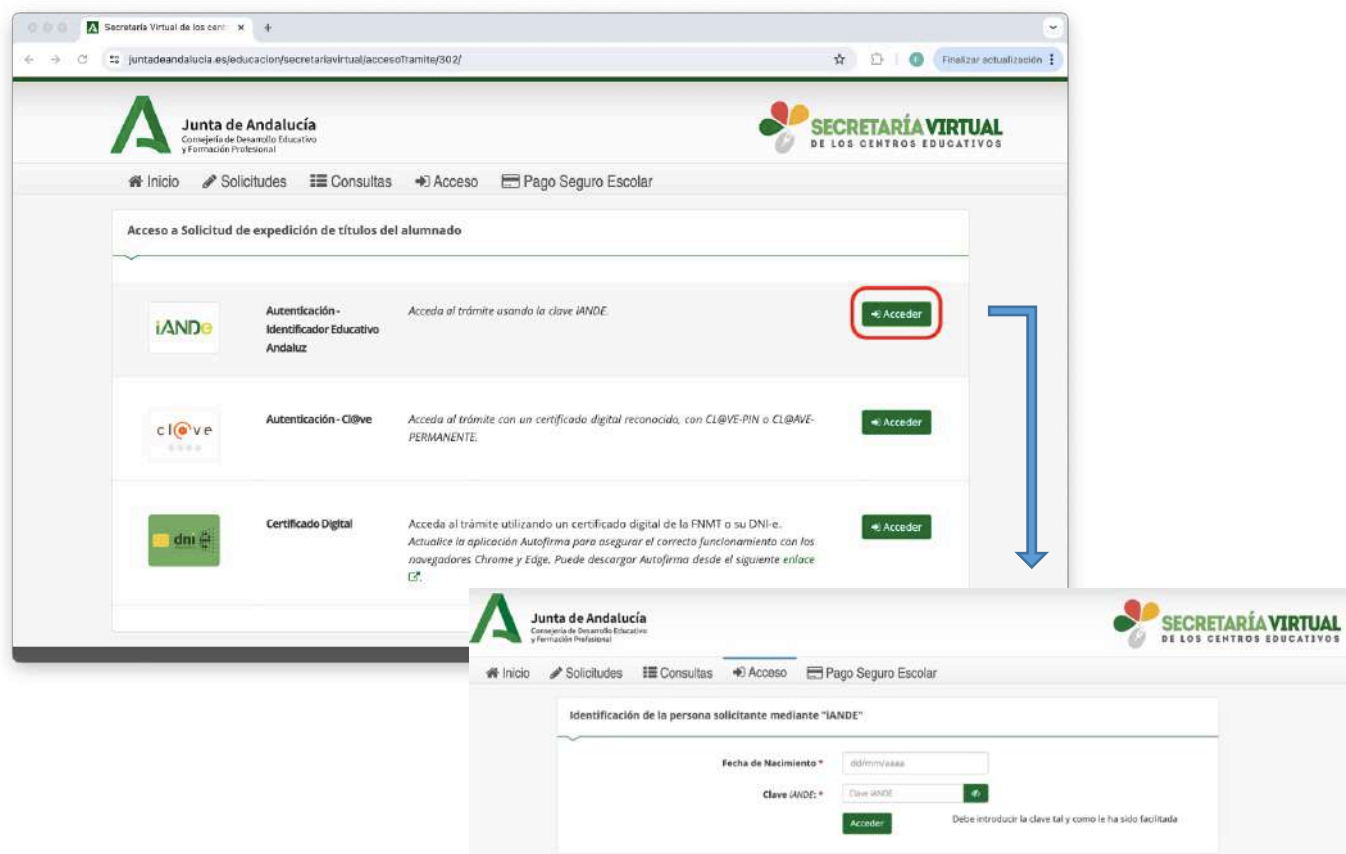 Secretaría Virtual de los cent
juntadeandalucia.es/educacion/secretariavirtual/accesoTramite/302/
Finalizar actualización
Junta de Andalucía
Consejería de Desarrollo Educativo
y Formación Profesional
SECRETARÍA VIRTUAL
DE LOS CENTROS EDUCATIVOS
Inicio Solicitudes Consultas Acceso Pago Seguro Escolar
Acceso a Solicitud de expedición de títulos del alumnado
iANDe
Autenticación -
Identificador Educativo
Andaluz
Acceda al trámite usando la clave iANDE.
Acceder
cl@ve
Autenticación - Cl@ve
Acceda al trámite con un certificado digital reconocido, con CL@VE-PIN o CL@AVE-
PERMANENTE.
Acceder
dni
Certificado Digital
Acceda al trámite utilizando un certificado digital de la FNMT o su DNI-e.
Actualice la aplicación Autofirma para asegurar el correcto funcionamiento con los
navegadores Chrome y Edge. Puede descargar Autofirma desde el siguiente enlace
.
Acceder
Junta de Andalucía
Consejería de Desarrollo Educativo
y Formación Profesional
SECRETARÍA VIRTUAL
DE LOS CENTROS EDUCATIVOS
Inicio Solicitudes Consultas Acceso Pago Seguro Escolar
Identificación de la persona solicitante mediante "iANDE"
Fecha de Nacimiento *
dd/mm/aaaa
Clave iANDE: *
Clave iANDE
Acceder
Debe introducir la clave tal y como le ha sido facilitada